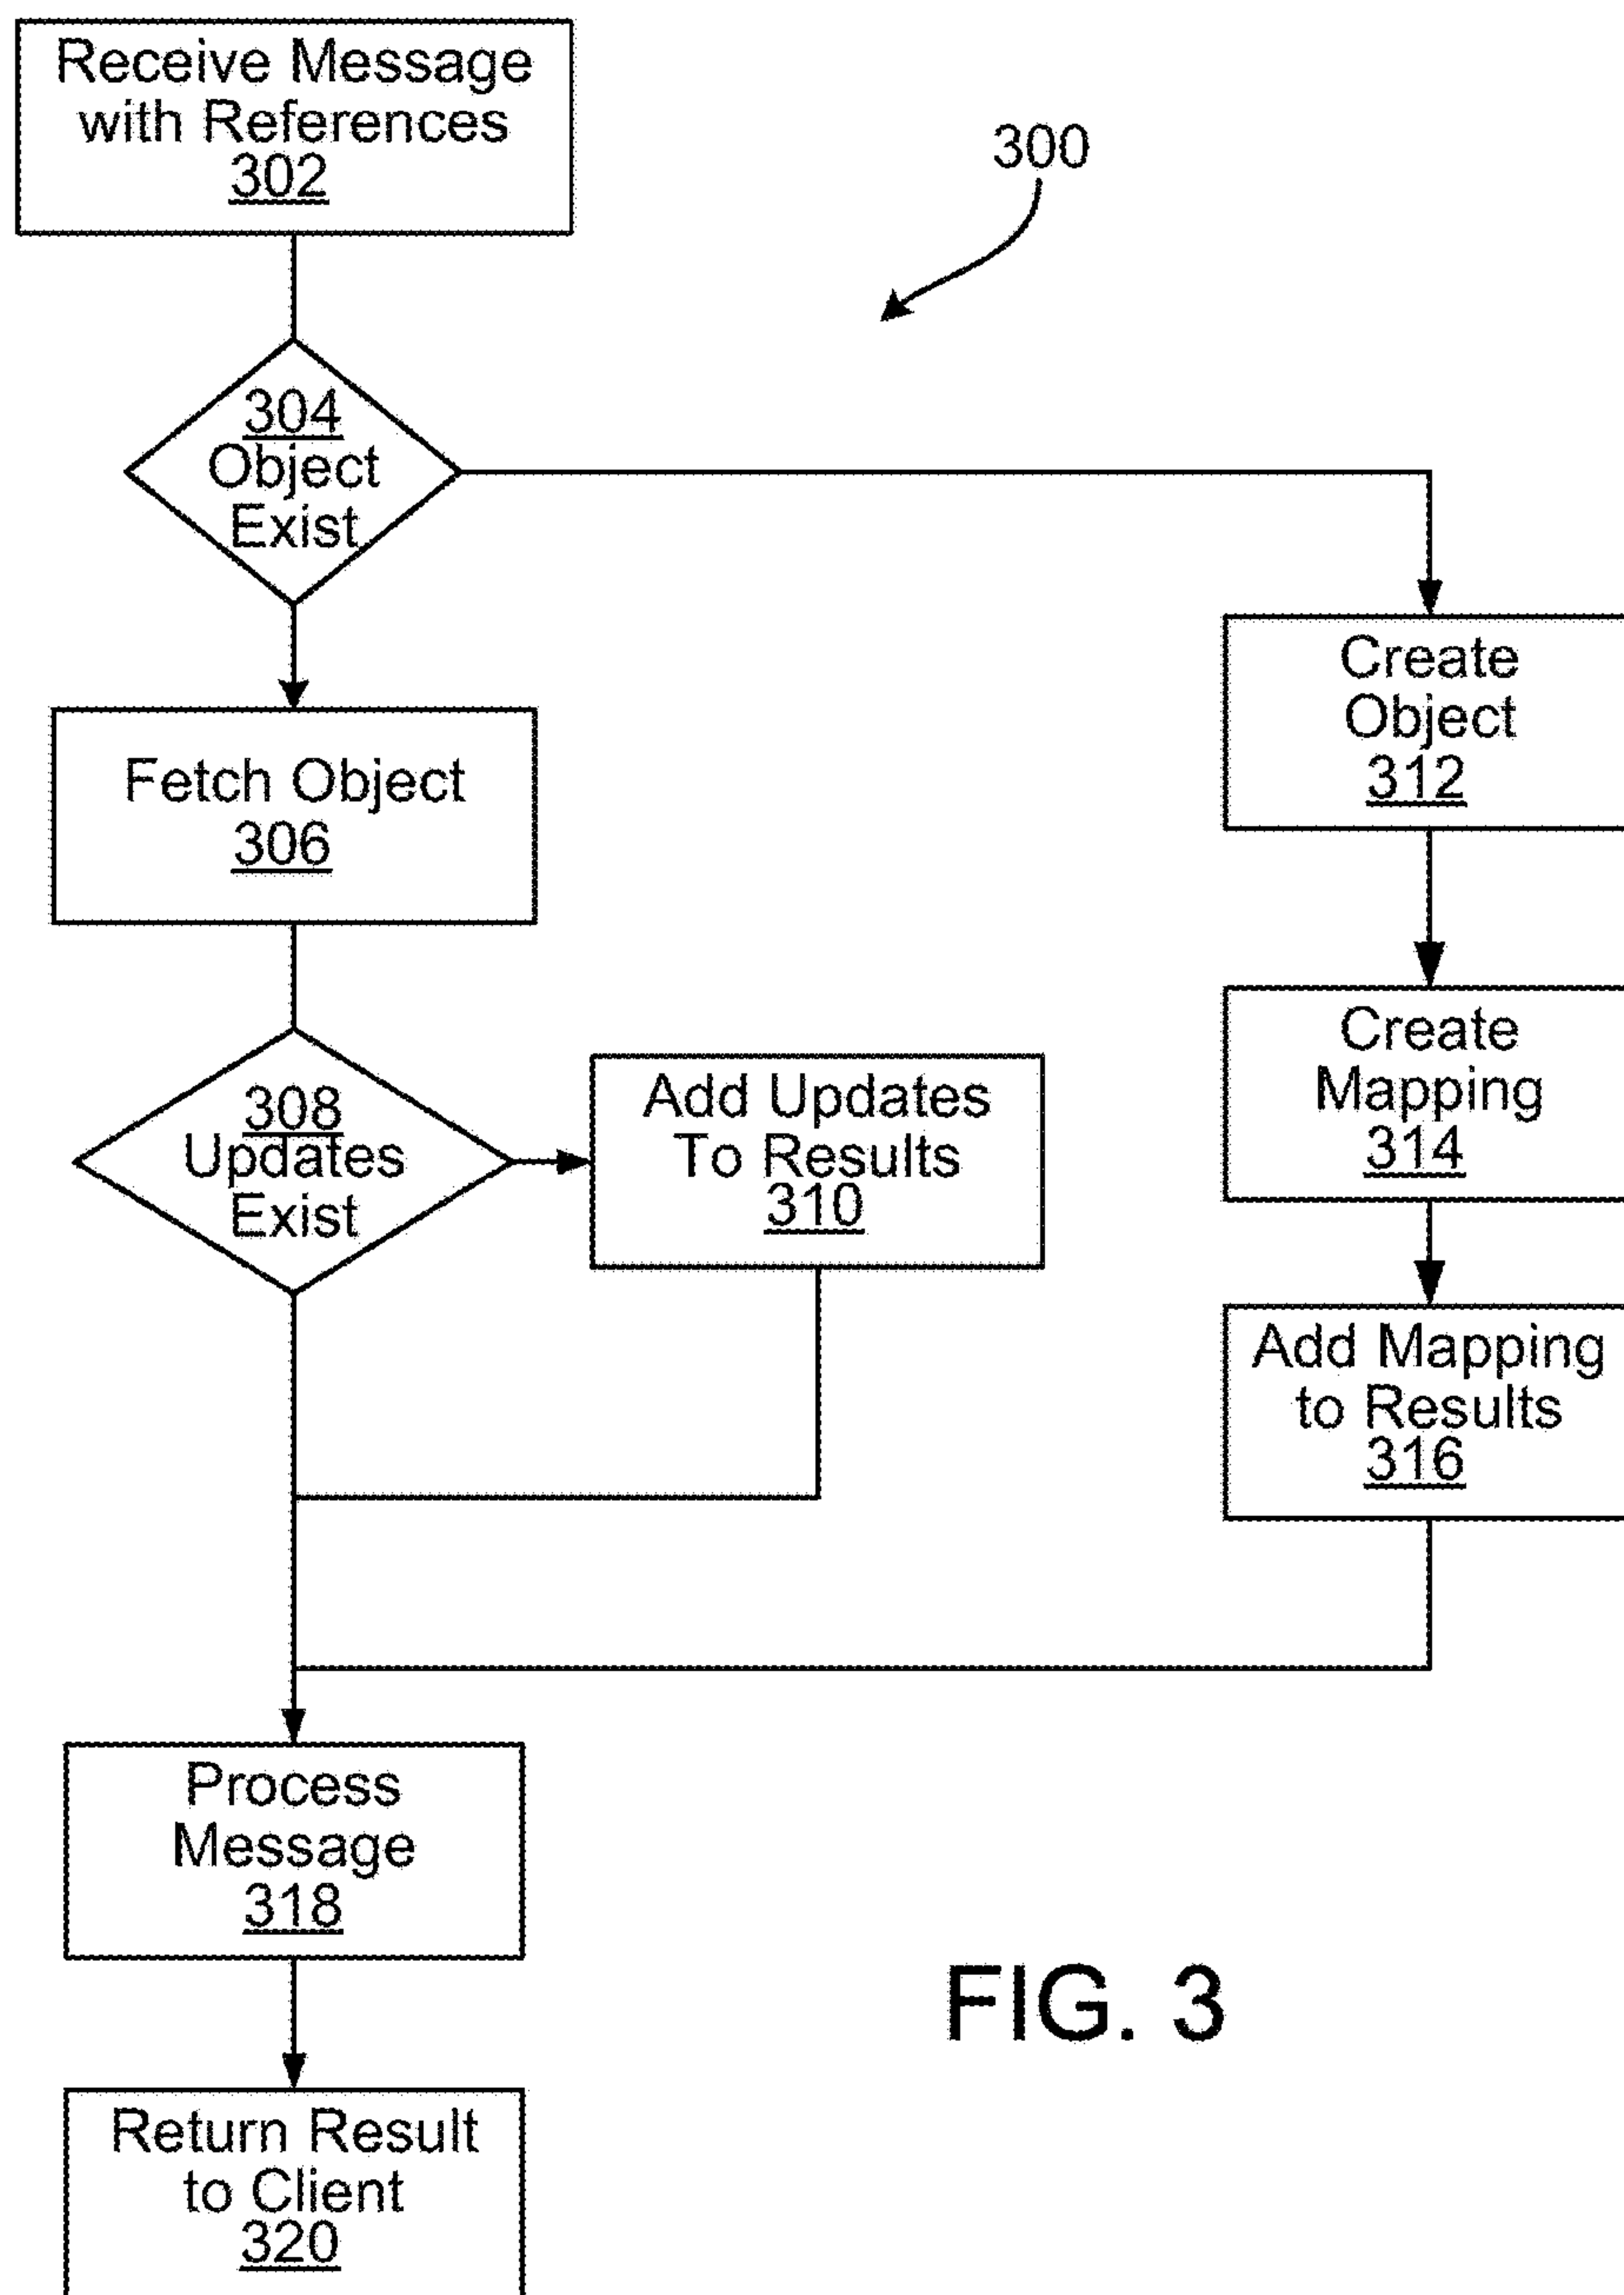 Receive Message
with References
302
300
304
Object
Exist
Fetch Object
306
308
Updates
Exist
Add Updates
To Results
310
Create
Object
312
Create
Mapping
314
Add Mapping
to Results
316
Process
Message
318
Return Result
to Client
320
FIG. 3